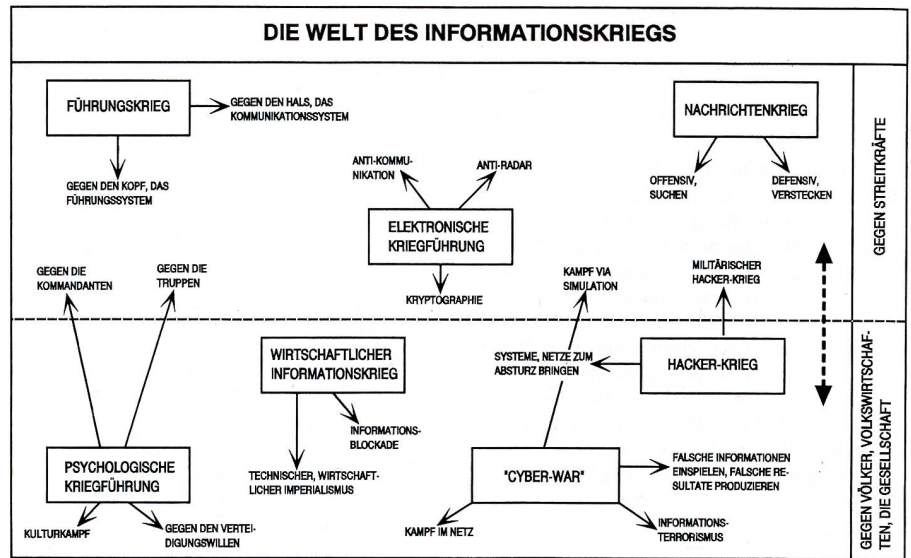 DIE WELT DES INFORMATIONSKRIEGS
FÜHRUNGSKRIEG
GEGEN DEN HALS, DAS
KOMMUNIKATIONSSYSTEM
GEGEN DEN KOPF, DAS
FÜHRUNGSSYSTEM
NACHRICHTENKRIEG
OFFENSIV,
SUCHEN
DEFENSIV,
VERSTECKEN
ANTI-KOMMU-
NIKATION
ANTI-RADAR
ELEKTRONISCHE
KRIEGFÜHRUNG
KRYPTOGRAPHIE
GEGEN STREITKRÄFTE
GEGEN DIE
KOMMANDANTEN
GEGEN DIE
TRUPPEN
KAMPF VIA
SIMULATION
MILITÄRISCHER
HACKER-KRIEG
WIRTSCHAFTLICHER
INFORMATIONSKRIEG
SYSTEME, NETZE ZUM
ABSTURZ BRINGEN
HACKER-KRIEG
INFORMATIONS-
BLOCKADE
TECHNISCHER, WIRTSCHAFT-
LICHER IMPERIALISMUS
PSYCHOLOGISCHE
KRIEGFÜHRUNG
KULTURKAMPF
GEGEN DEN VERTEI-
DIGUNGSWILLEN
"CYBER-WAR"
FALSCHE INFORMATIONEN
EINSPIELEN, FALSCHE RE-
SULTATE PRODUZIEREN
KAMPF IM NETZ
INFORMATIONS-
TERRORISMUS
GEGEN VÖLKER, VOLKSWIRTSCHAF-
TEN, DIE GESELLSCHAFT